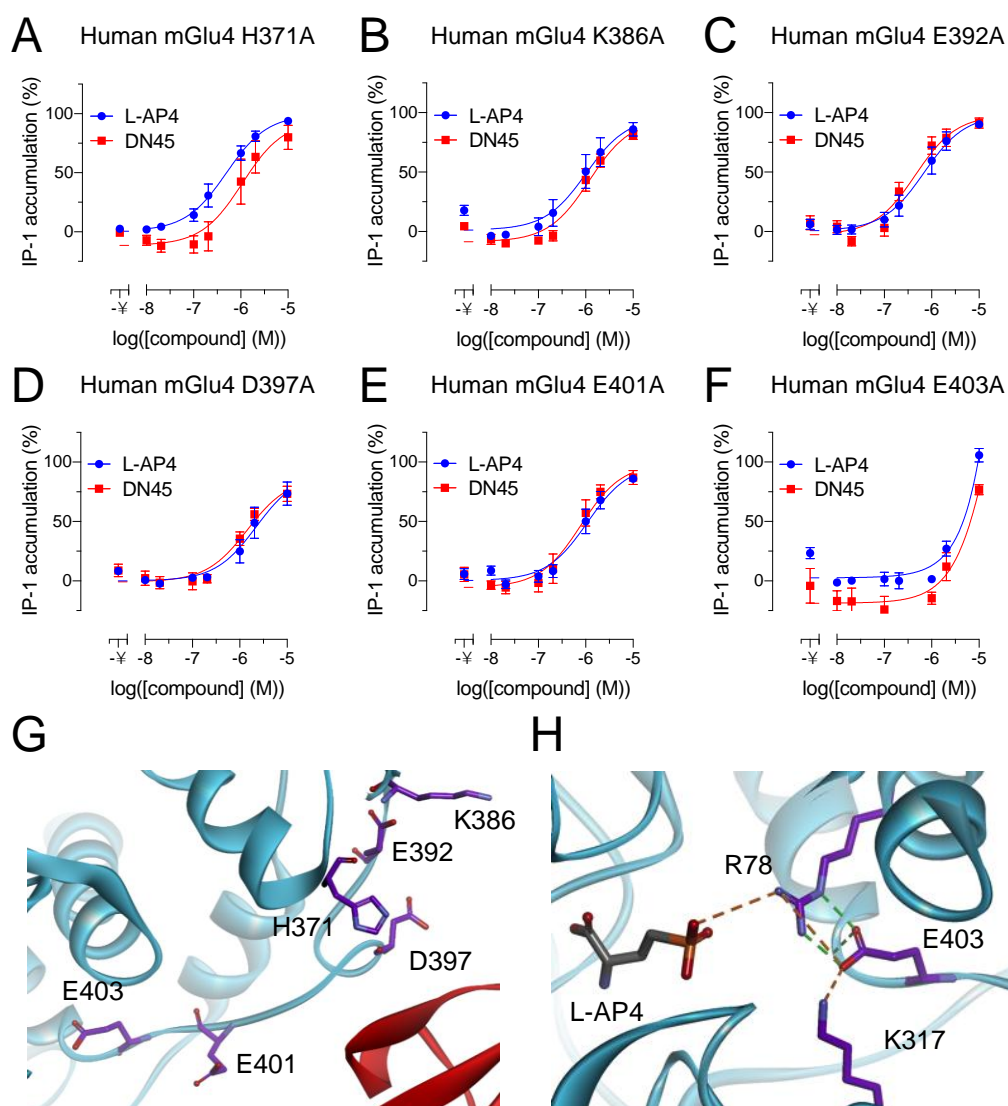 A Human mGlu4 H371A
IP-1 accumulation (%)
100
50
0
L-AP4
DN45
-¥ -8 -7 -6 -5
log([compound] (M))
B Human mGlu4 K386A
IP-1 accumulation (%)
100
50
0
L-AP4
DN45
-¥ -8 -7 -6 -5
log([compound] (M))
C Human mGlu4 E392A
IP-1 accumulation (%)
100
50
0
L-AP4
DN45
-¥ -8 -7 -6 -5
log([compound] (M))
D Human mGlu4 D397A
IP-1 accumulation (%)
100
50
0
L-AP4
DN45
-¥ -8 -7 -6 -5
log([compound] (M))
E Human mGlu4 E401A
IP-1 accumulation (%)
100
50
0
L-AP4
DN45
-¥ -8 -7 -6 -5
log([compound] (M))
F Human mGlu4 E403A
IP-1 accumulation (%)
100
50
0
L-AP4
DN45
-¥ -8 -7 -6 -5
log([compound] (M))
G
K386
E392
H371
D397
E403
E401
H
R78
E403
L-AP4
K317